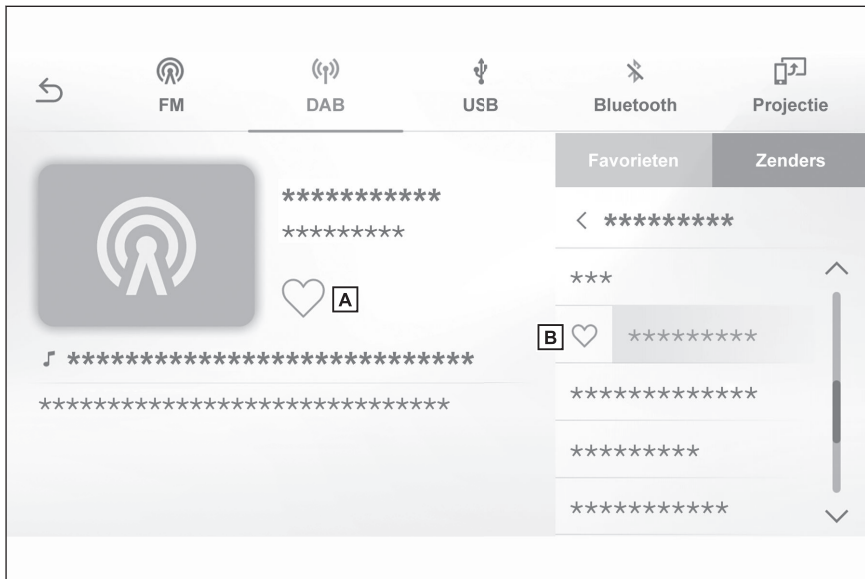 FM DAB USB Bluetooth Projectie
Favorieten Zenders
***********
*********
A
****************************
******************************
< *********
***
B *********
*************
*********
***********